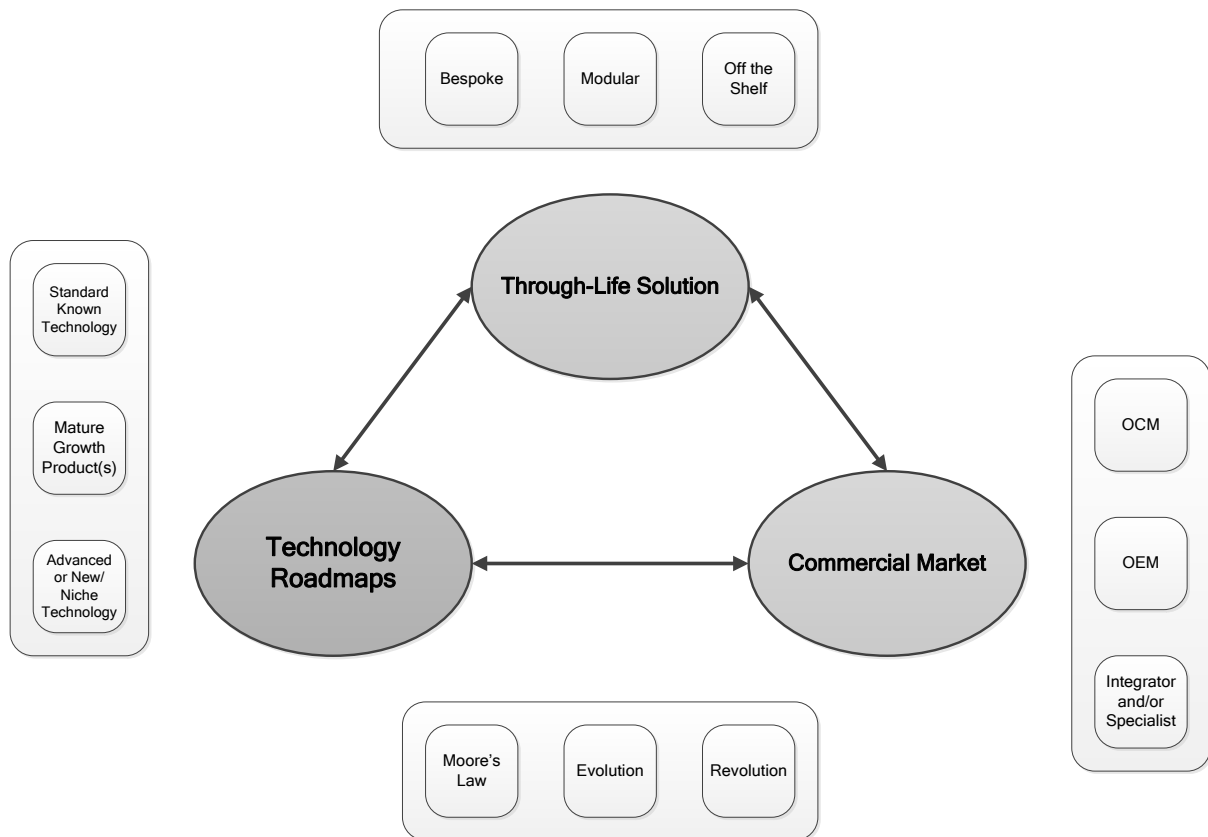 Bespoke
Modular
Off the
Shelf
Through-Life Solution
Standard
Known
Technology
Mature
Growth
Product(s)
Advanced
or New/
Niche
Technology
Technology
Roadmaps
Commercial Market
OCM
OEM
Integrator
and/or
Specialist
Moore’s
Law
Evolution
Revolution